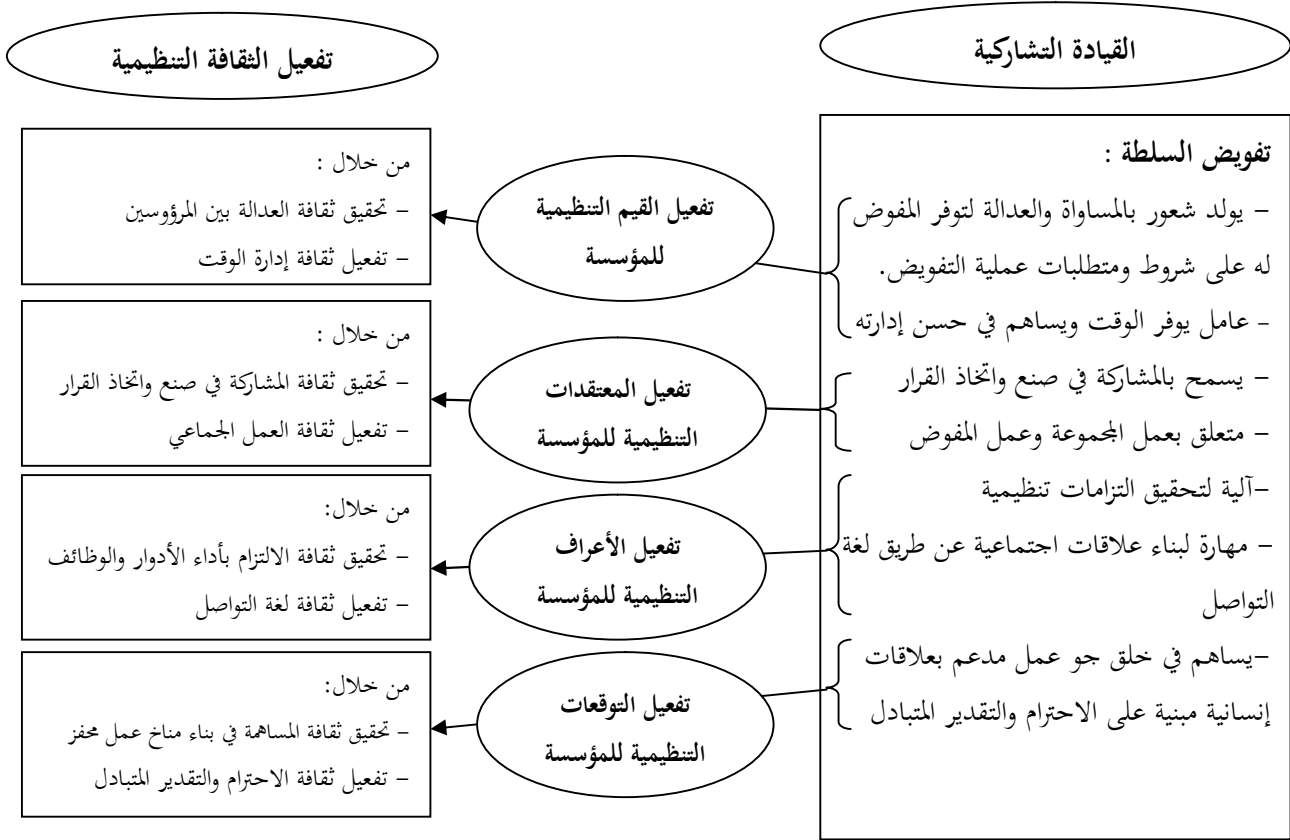 القيادة التشاركية
تفعيل الثقافة التنظيمية
تفويض السلطة :
– يولد شعور بالمساواة والعدالة لتوفر المفوض
له على شروط ومتطلبات عملية التفويض.
– عامل يوفر الوقت ويساهم في حسن إدارته
– يسمح بالمشاركة في صنع واتخاذ القرار
– متعلق بعمل المجموعة وعمل المفوض
–آلية لتحقيق التزامات تنظيمية
– مهارة لبناء علاقات اجتماعية عن طريق لغة
التواصل
–يساهم في خلق جو عمل مدعم بعلاقات
إنسانية مبنية على الاحترام والتقدير المتبادل
تفعيل القيم التنظيمية
للمؤسسة
تفعيل المعتقدات
التنظيمية للمؤسسة
تفعيل الأعراف
التنظيمية للمؤسسة
تفعيل التوقعات
التنظيمية للمؤسسة
من خلال :
– تحقيق ثقافة العدالة بين المرؤوسين
– تفعيل ثقافة إدارة الوقت
من خلال :
– تحقيق ثقافة المشاركة في صنع واتخاذ القرار
– تفعيل ثقافة العمل الجماعي
من خلال:
– تحقيق ثقافة الالتزام بأداء الأدوار والوظائف
– تفعيل ثقافة لغة التواصل
من خلال:
– تحقيق ثقافة المساهمة في بناء مناخ عمل محفز
– تفعيل ثقافة الاحترام والتقدير المتبادل